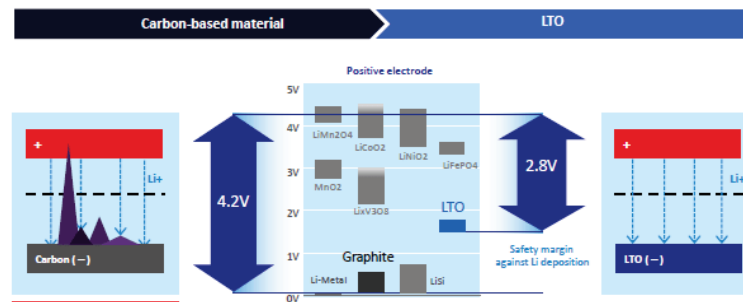 Carbon-based material
LTO
Positive electrode
5V
4V
3V
2V
1V
0V
LiMn2O4
LiCoO2
LiNiO2
LiFePO4
MnO2
LixV3O8
LTO
Graphite
Li-Metal
LiSi
+
Li+
Carbon (−)
4.2V
2.8V
Safety margin
against Li deposition
+
Li+
LTO (−)